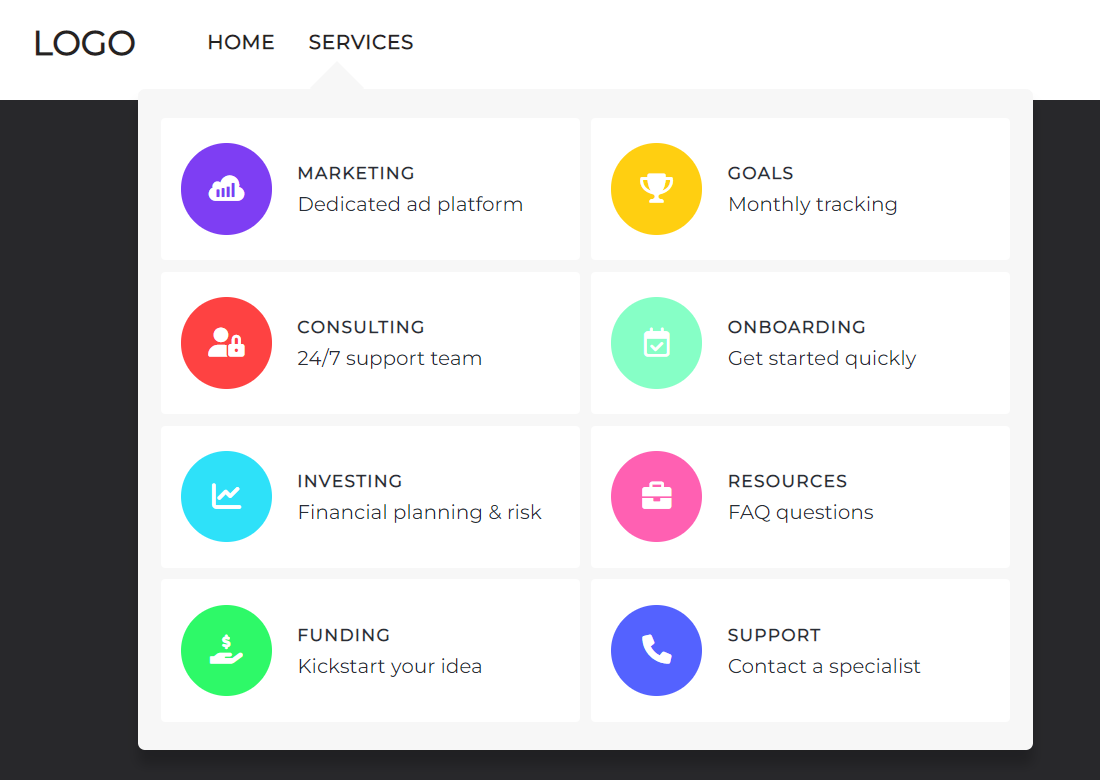 LOGO
HOME
SERVICES
MARKETING
Dedicated ad platform
GOALS
Monthly tracking
CONSULTING
24/7 support team
ONBOARDING
Get started quickly
INVESTING
Financial planning & risk
RESOURCES
FAQ questions
FUNDING
Kickstart your idea
SUPPORT
Contact a specialist